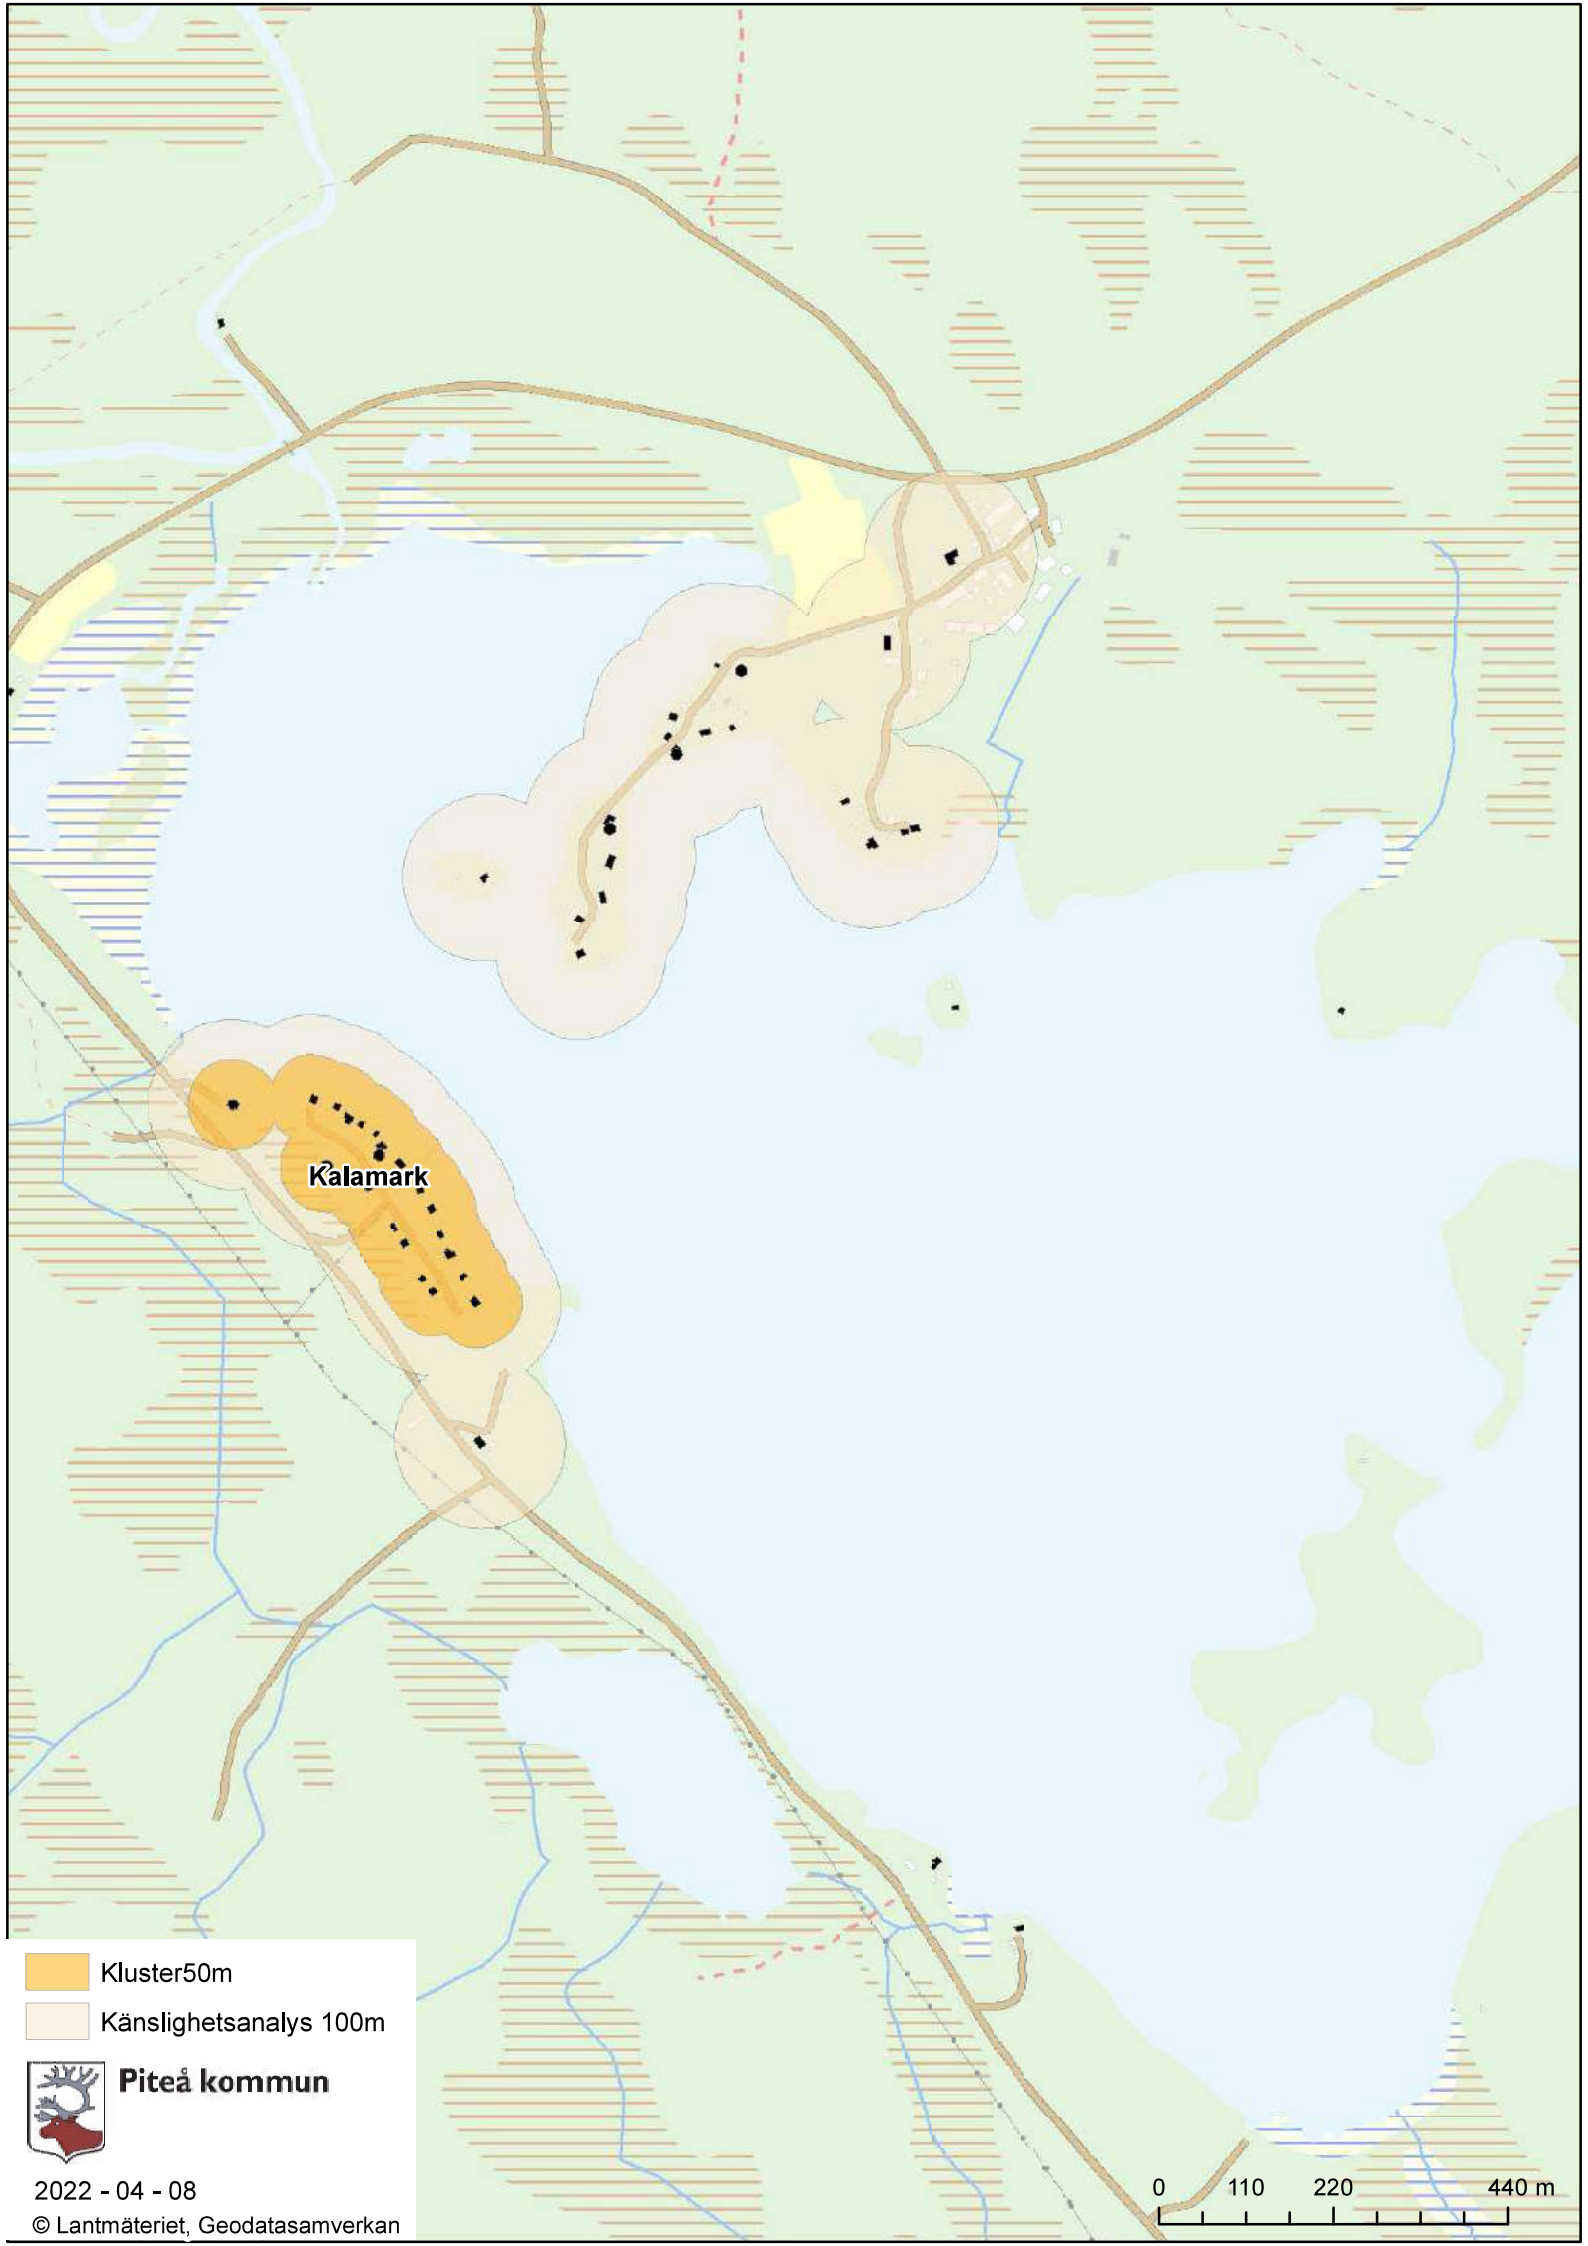 Kalamark
Kluster50m
Känslighetsanalys 100m
Piteå kommun
2022 - 04 - 08
© Lantmäteriet, Geodatasamverkan
0 110 220 440 m